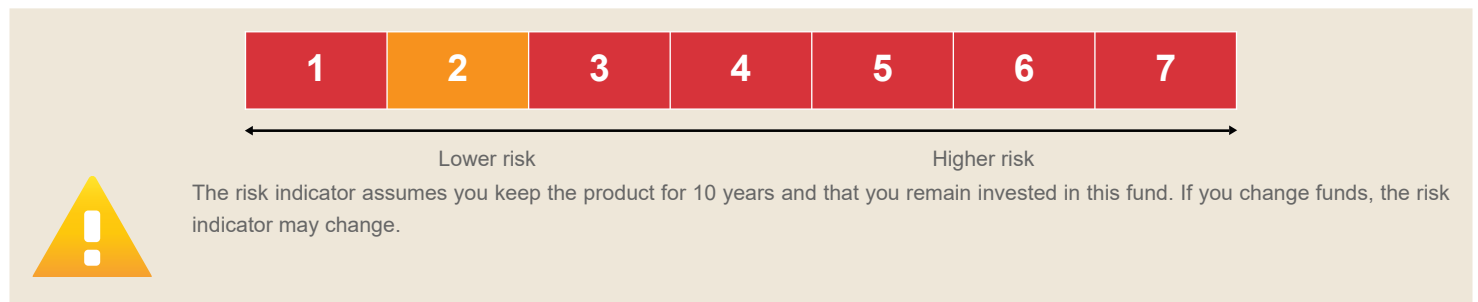 1 2 3 4 5 6 7
Lower risk Higher risk
The risk indicator assumes you keep the product for 10 years and that you remain invested in this fund. If you change funds, the risk
indicator may change.